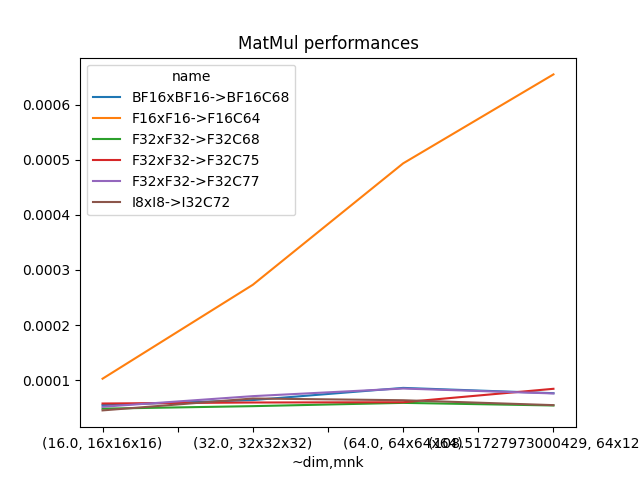 MatMul performances
name
BF16xBF16->BF16C68
F16xF16->F16C64
F32xF32->F32C68
F32xF32->F32C75
F32xF32->F32C77
I8xI8->I32C72
0.0006
0.0005
0.0004
0.0003
0.0002
0.0001
(16.0, 16x16x16)
(32.0, 32x32x32)
(64.0, 64x64x64)
51727973000429, 64x12
~dim,mnk